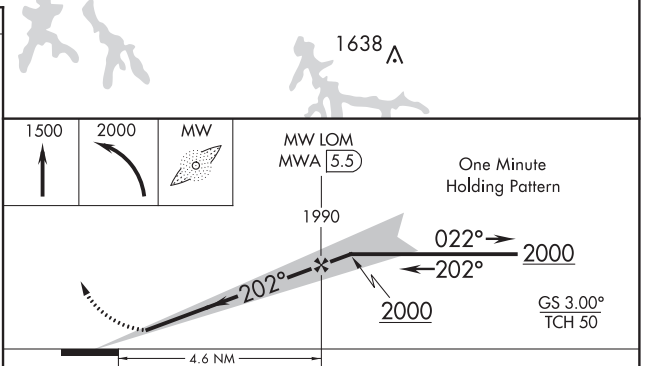 1638
1500
2000
MW
MW LOM
MWA 5.5
One Minute
Holding Pattern
1990
022°
2000
202°
202°
2000
GS 3.00°
TCH 50
4.6 NM